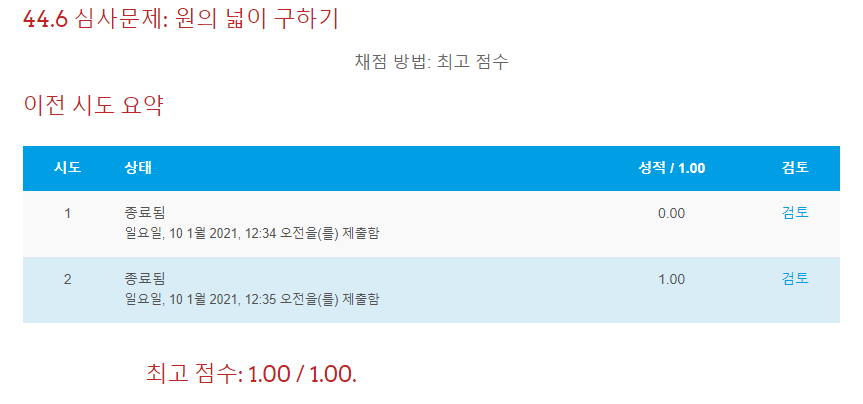 44.6 심사문제: 원의 넓이 구하기
채점 방법: 최고 점수
이전 시도 요약
시도 상태 성적 / 1.00 검토
1 종료됨 0.00 검토
일요일, 10 1월 2021, 12:34 오전을(를) 제출함
2 종료됨 1.00 검토
일요일, 10 1월 2021, 12:35 오전을(를) 제출함
최고 점수: 1.00 / 1.00.